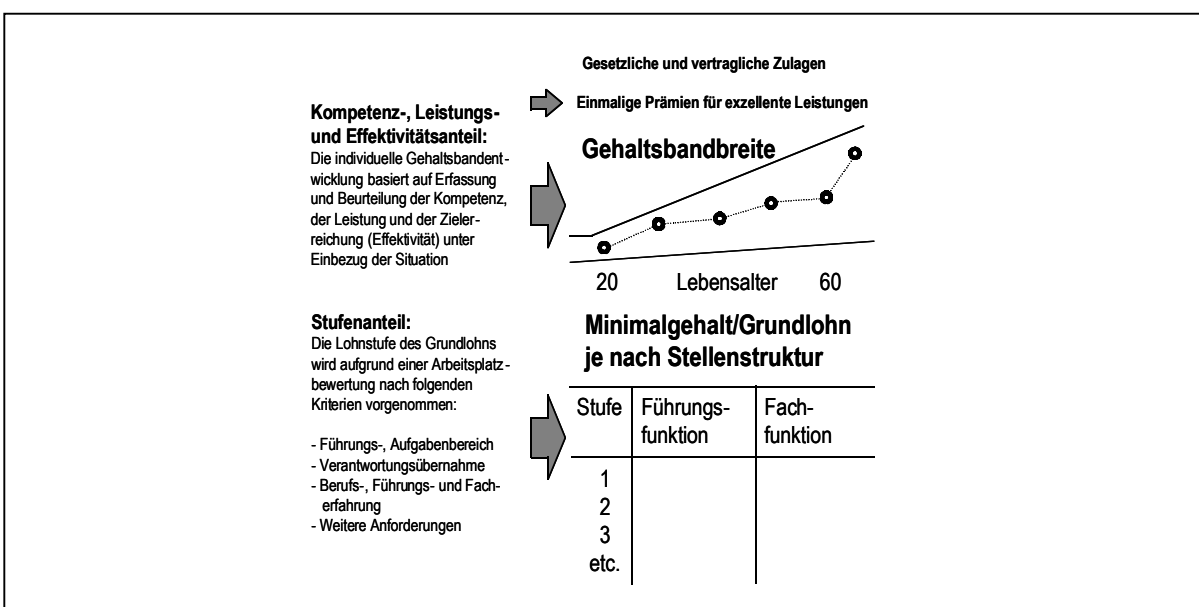 Gesetzliche und vertragliche Zulagen
Einmalige Prämien für exzellente Leistungen
Kompetenz-, Leistungs-
und Effektivitätsanteil:
Die individuelle Gehaltsbandent-
wicklung basiert auf Erfassung
und Beurteilung der Kompetenz,
der Leistung und der Zieler-
reichung (Effektivität) unter
Einbezug der Situation
Gehaltsbandbreite
20 Lebensalter 60
Stufenanteil:
Die Lohnstufe des Grundlohns
wird aufgrund einer Arbeitsplatz-
bewertung nach folgenden
Kriterien vorgenommen:
- Führungs-, Aufgabenbereich
- Verantwortungsübernahme
- Berufs-, Führungs- und Fach-
erfahrung
- Weitere Anforderungen
Minimalgehalt/Grundlohn
je nach Stellenstruktur
Stufe Führungs- Fach-
funktion funktion
1
2
3
etc.